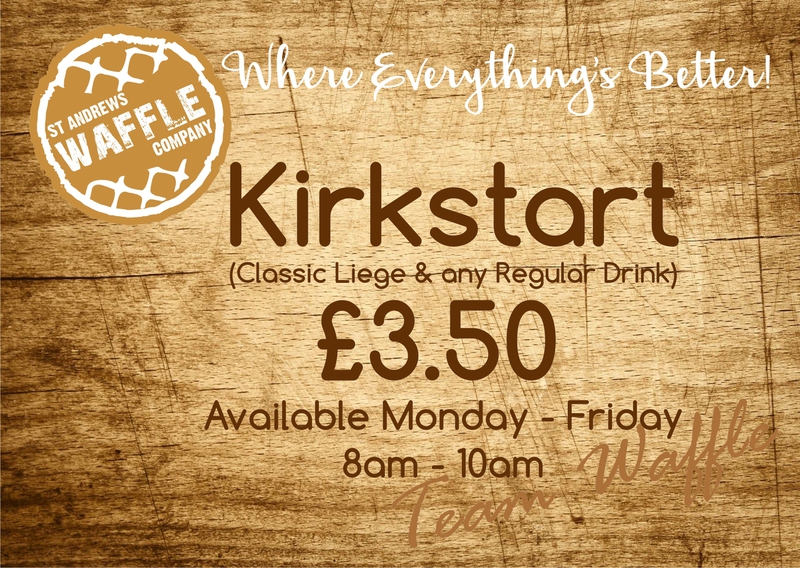 ST ANDREWS
WAFFLE
COMPANY
Where Everything's Better!
Kirkstart
(Classic Liege & any Regular Drink)
£3.50
Available Monday - Friday
8am - 10am
Team Waffle